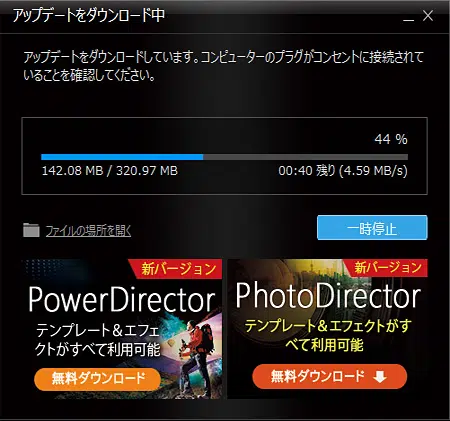 アップデートをダウンロード中
アップデートをダウンロードしています。コンピューターのプラグがコンセントに接続されて
いることを確認してください。
44 %
142.08 MB / 320.97 MB
00:40 残り (4.59 MB/s)
ファイルの場所を開く
一時停止
新バージョン
PowerDirector
テンプレート＆エフェ
クトがすべて利用可能
無料ダウンロード
新バージョン
PhotoDirector
テンプレート&エフェクトがす
べて利用可能
無料ダウンロード